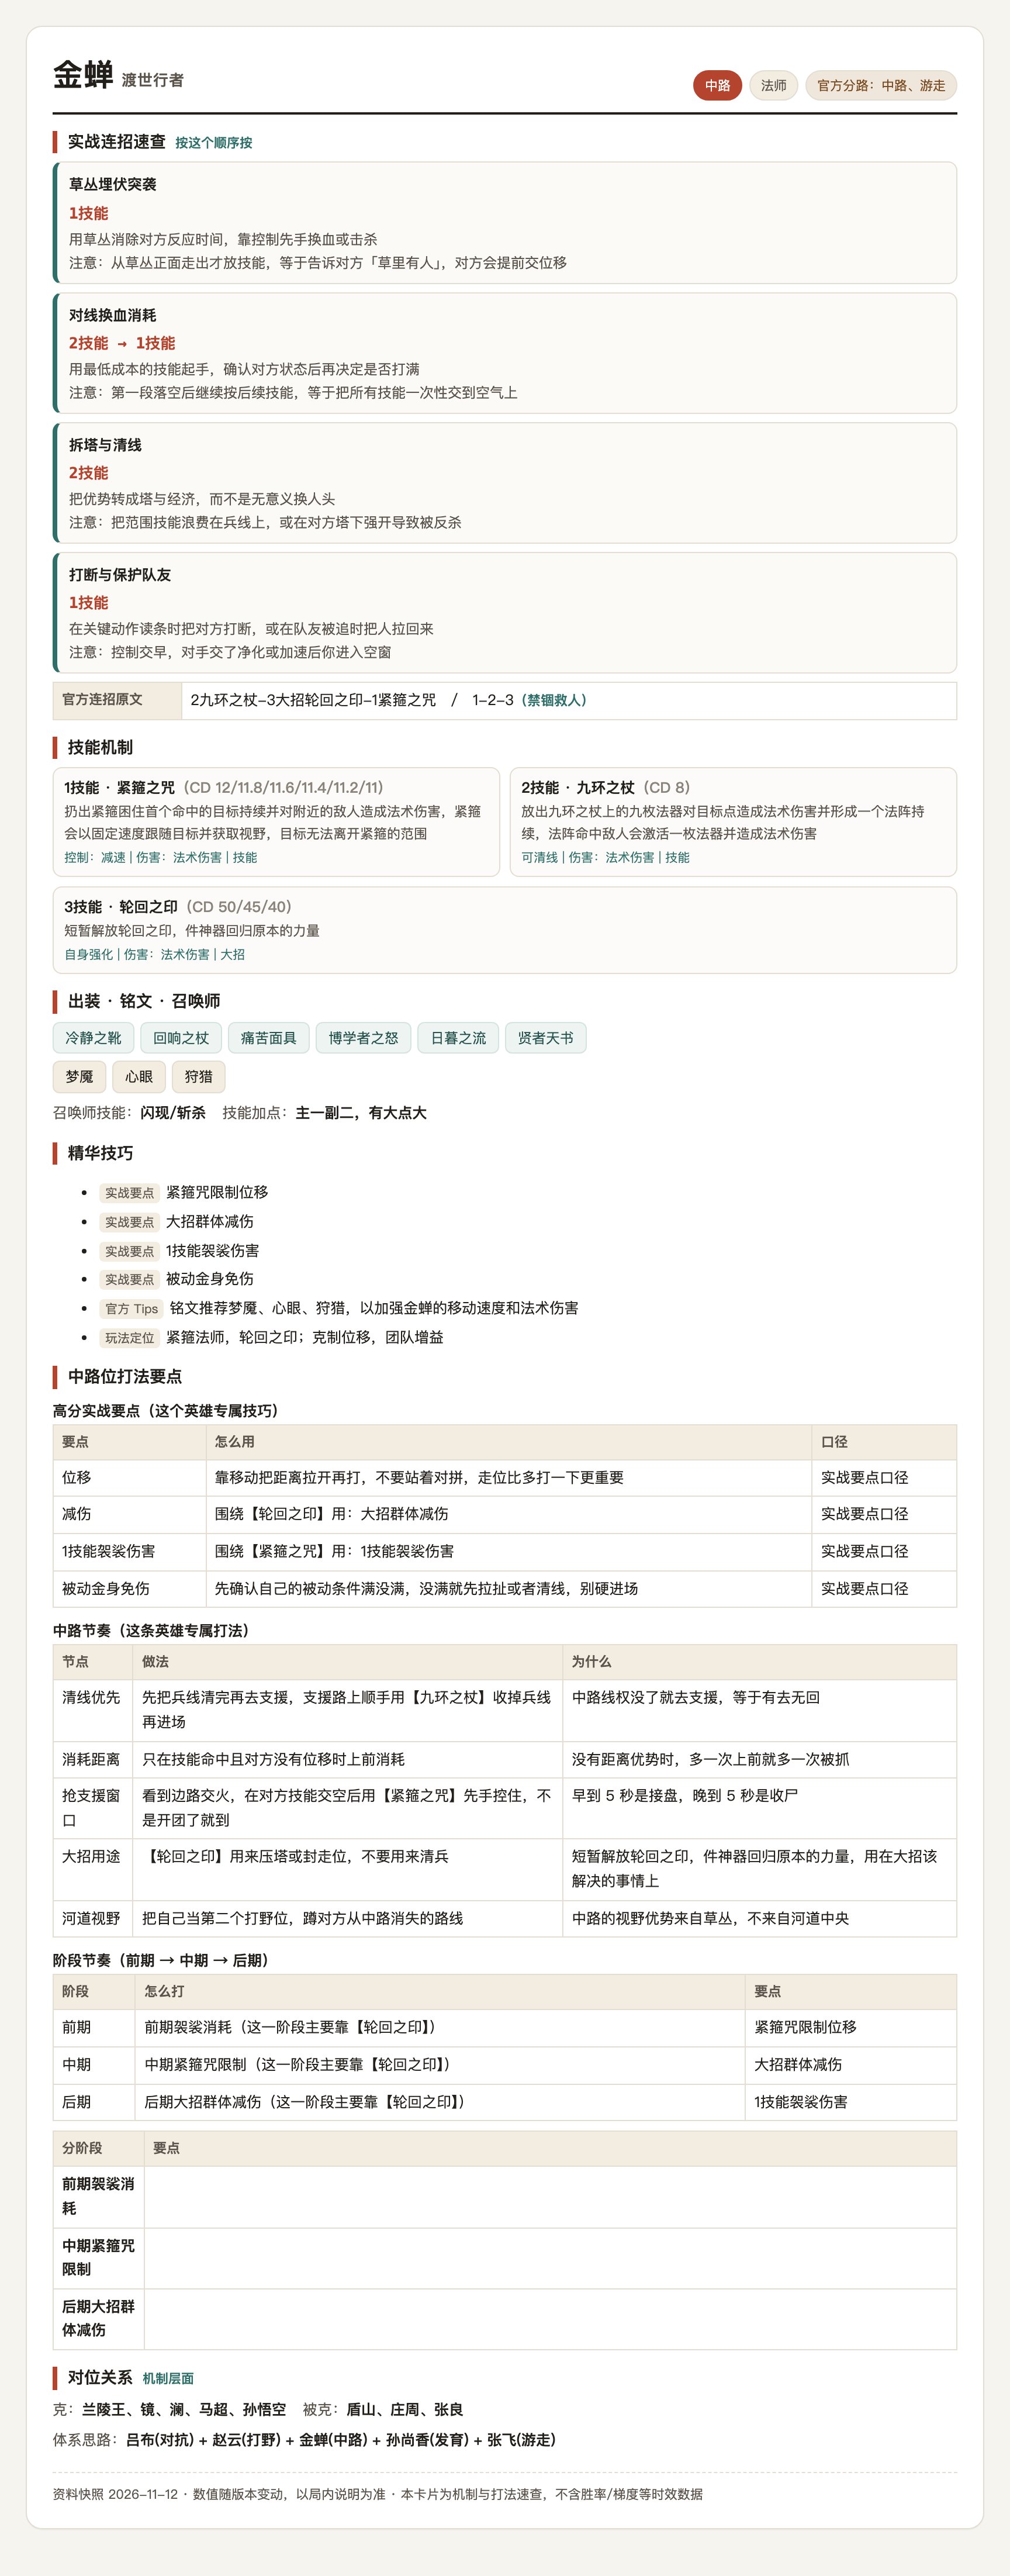 金蝉 渡世行者
中路 法师 官方分路：中路、游走
实战连招速查 按这个顺序按
草丛埋伏突袭
1技能
用草丛消除对方反应时间，靠控制先手换血或击杀
注意：从草丛正面走出才放技能，等于告诉对方「草里有人」，对方会提前交位移
对线换血消耗
2技能 → 1技能
用最低成本的技能起手，确认对方状态后再决定是否打满
注意：第一段落空后继续按后续技能，等于把所有技能一次性交到空气上
拆塔与清线
2技能
把优势转成塔与经济，而不是无意义换人头
注意：把范围技能浪费在兵线上，或在对方塔下强开导致被反杀
打断与保护队友
1技能
在关键动作读条时把对方打断，或在队友被追时把人拉回来
注意：控制交早，对手交了净化或加速后你进入空窗
官方连招原文 2九环之杖–3大招轮回之印–1紧箍之咒 / 1–2–3（禁锢救人）
技能机制
1技能 · 紧箍之咒（CD 12/11.8/11.6/11.4/11.2/11）
扔出紧箍困住首个命中的目标持续并对附近的敌人造成法术伤害，紧箍
会以固定速度跟随目标并获取视野，目标无法离开紧箍的范围
控制：减速 | 伤害：法术伤害 | 技能
2技能 · 九环之杖（CD 8）
放出九环之杖上的九枚法器对目标点造成法术伤害并形成一个法阵持
续，法阵命中敌人会激活一枚法器并造成法术伤害
可清线 | 伤害：法术伤害 | 技能
3技能 · 轮回之印（CD 50/45/40）
短暂解放轮回之印，件神器回归原本的力量
自身强化 | 伤害：法术伤害 | 大招
出装 · 铭文 · 召唤师
冷静之靴 回响之杖 痛苦面具 博学者之怒 日暮之流 贤者天书
梦魇 心眼 狩猎
召唤师技能：闪现/斩杀 技能加点：主一副二，有大点大
精华技巧
• 实战要点 紧箍咒限制位移
• 实战要点 大招群体减伤
• 实战要点 1技能袈裟伤害
• 实战要点 被动金身免伤
• 官方 Tips 铭文推荐梦魇、心眼、狩猎，以加强金蝉的移动速度和法术伤害
• 玩法定位 紧箍法师，轮回之印；克制位移，团队增益
中路位打法要点
高分实战要点（这个英雄专属技巧）
要点 怎么用 口径
位移 靠移动把距离拉开再打，不要站着对拼，走位比多打一下更重要 实战要点口径
减伤 围绕【轮回之印】用：大招群体减伤 实战要点口径
1技能袈裟伤害 围绕【紧箍之咒】用：1技能袈裟伤害 实战要点口径
被动金身免伤 先确认自己的被动条件满没满，没满就先拉扯或者清线，别硬进场 实战要点口径
中路节奏（这条英雄专属打法）
节点 做法 为什么
清线优先 先把兵线清完再去支援，支援路上顺手用【九环之杖】收掉兵线 中路线权没了就去支援，等于有去无回
再进场
消耗距离 只在技能命中且对方没有位移时上前消耗 没有距离优势时，多一次上前就多一次被抓
抢支援窗 看到边路交火，在对方技能交空后用【紧箍之咒】先手控住，不 早到 5 秒是接盘，晚到 5 秒是收尸
口 是开团了就到
大招用途 【轮回之印】用来压塔或封走位，不要用来清兵 短暂解放轮回之印，件神器回归原本的力量，用在大招该
解决的事情上
河道视野 把自己当第二个打野位，蹲对方从中路消失的路线 中路的视野优势来自草丛，不来自河道中央
阶段节奏（前期 → 中期 → 后期）
阶段 怎么打 要点
前期 前期袈裟消耗（这一阶段主要靠【轮回之印】） 紧箍咒限制位移
中期 中期紧箍咒限制（这一阶段主要靠【轮回之印】） 大招群体减伤
后期 后期大招群体减伤（这一阶段主要靠【轮回之印】） 1技能袈裟伤害
分阶段 要点
前期袈裟消
耗
中期紧箍咒
限制
后期大招群
体减伤
对位关系 机制层面
克：兰陵王、镜、澜、马超、孙悟空 被克：盾山、庄周、张良
体系思路：吕布(对抗) + 赵云(打野) + 金蝉(中路) + 孙尚香(发育) + 张飞(游走)
资料快照 2026–11–12 · 数值随版本变动，以局内说明为准 · 本卡片为机制与打法速查，不含胜率/梯度等时效数据